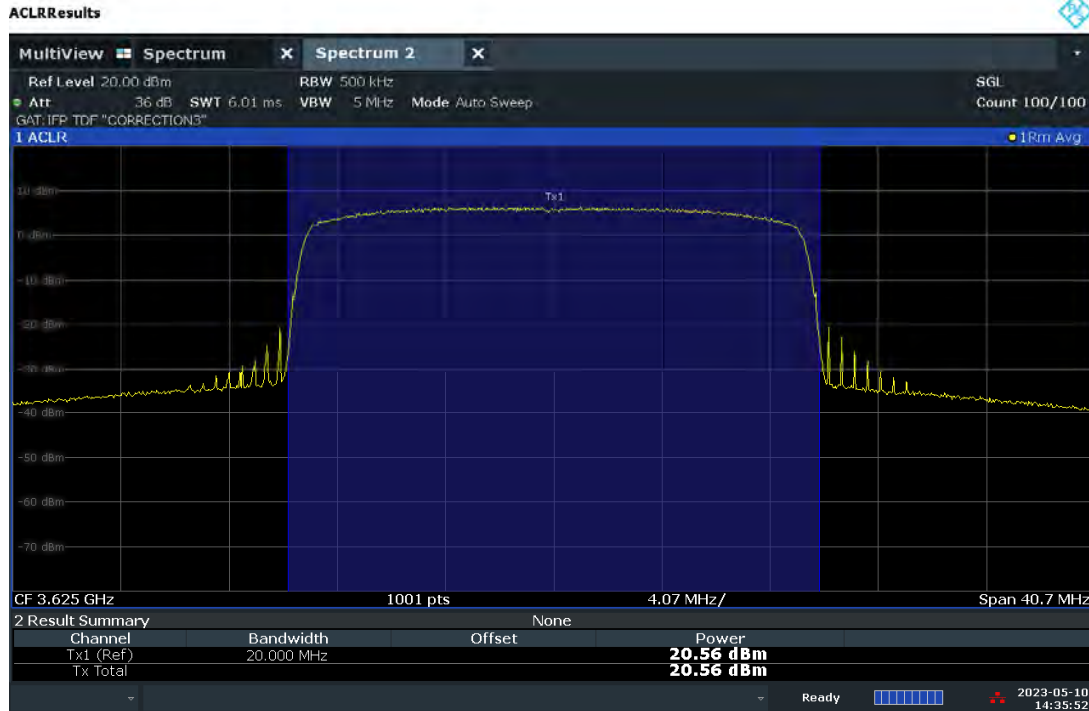 ACLRResults
MultiView Spectrum X Spectrum 2 X
Ref Level 20.00 dBm RBW 500 kHz SGL
Att 36 dB SWT 6.01 ms VBW 5 MHz Mode Auto Sweep Count 100/100
GAT:IFP TDF "CORRECTION3"
1 ACLR 1Rm Avg
Tx1
10 dBm
0 dBm
-10 dBm
-20 dBm
-30 dBm
-40 dBm
-50 dBm
-60 dBm
-70 dBm
CF 3.625 GHz 1001 pts 4.07 MHz/ Span 40.7 MHz
2 Result Summary None
Channel Bandwidth Offset Power
Tx1 (Ref) 20.000 MHz 20.56 dBm
Tx Total 20.56 dBm
Ready 2023-05-10
14:35:52